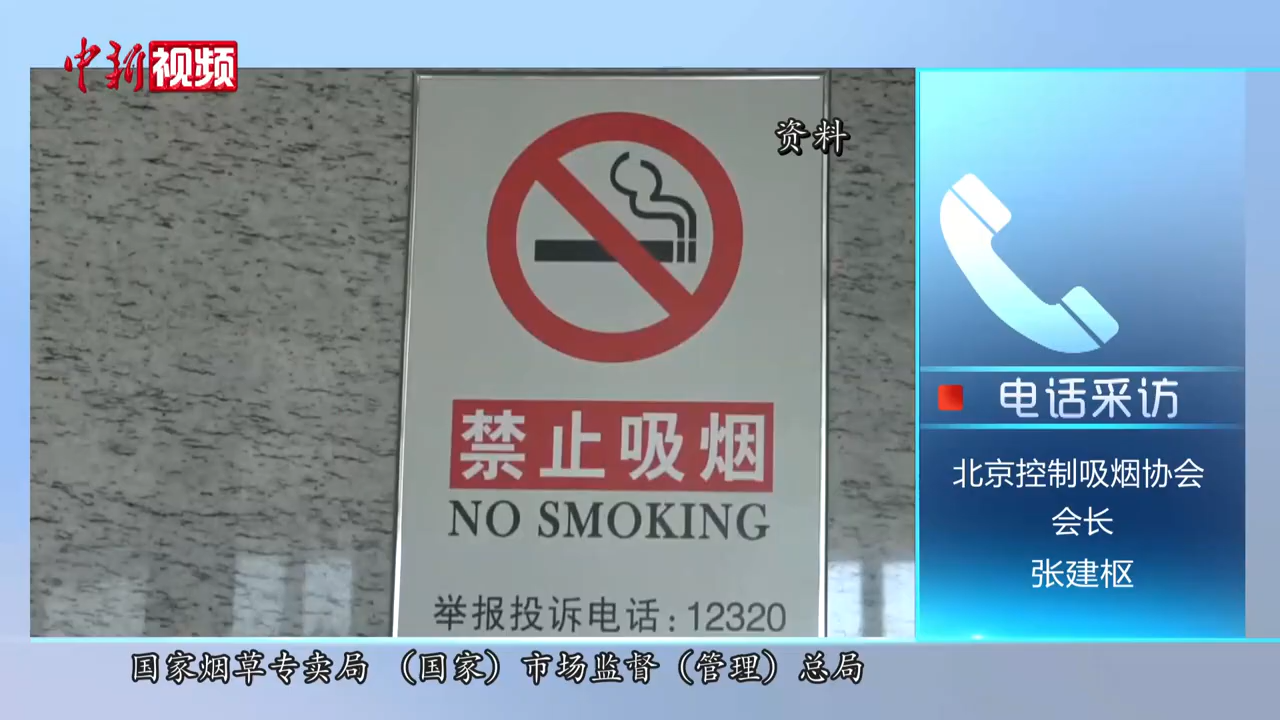 中新视频
资料
禁止吸烟
NO SMOKING
举报投诉电话:12320
电话采访
北京控制吸烟协会
会长
张建枢
国家烟草专卖局 （国家）市场监督（管理）总局